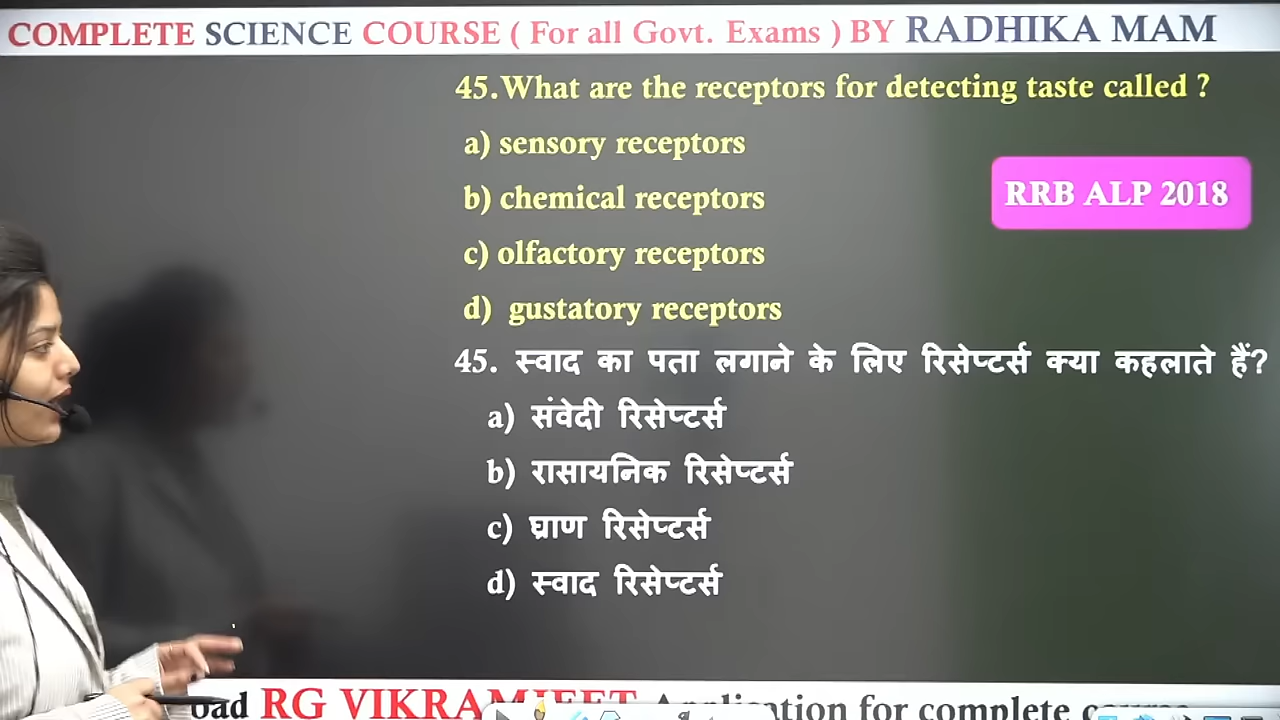 COMPLETE SCIENCE COURSE ( For all Govt. Exams ) BY RADHIKA MAM
45.What are the receptors for detecting taste called ?
a) sensory receptors
b) chemical receptors
RRB ALP 2018
c) olfactory receptors
d) gustatory receptors
45. स्वाद का पता लगाने के लिए रिसेप्टर्स क्या कहलाते हैं?
a) संवेदी रिसेप्टर्स
b) रासायनिक रिसेप्टर्स
c) घ्राण रिसेप्टर्स
d) स्वाद रिसेप्टर्स
RG VIKRAMJEET Application for complete course